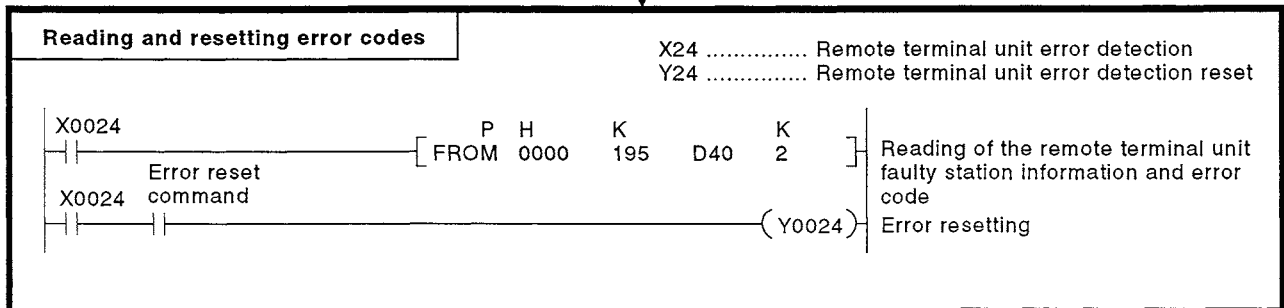 Reading and resetting error codes
X24 ............... Remote terminal unit error detection
Y24 ............... Remote terminal unit error detection reset
X0024
P H K K
FROM 0000 195 D40 2
Reading of the remote terminal unit
faulty station information and error
code
Error reset
command
X0024
Y0024
Error resetting